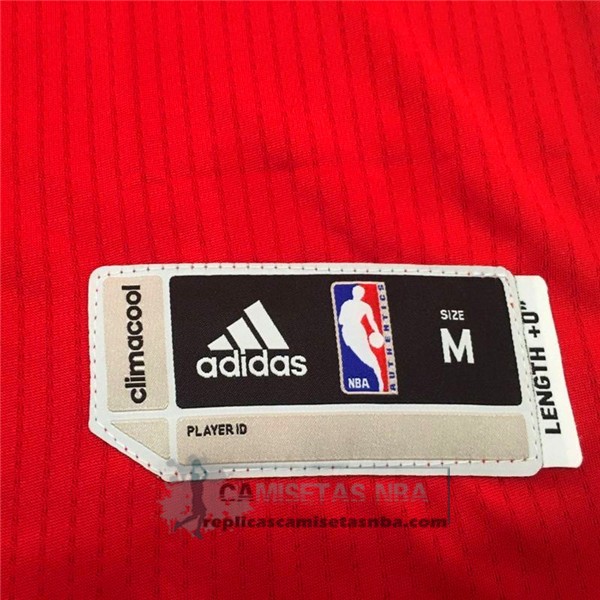 climacool
adidas
NBA
AUTHENTICS
SIZE
M
LENGTH +0"
PLAYER ID
CAMISETAS NBA
replicascamisetasnba.com